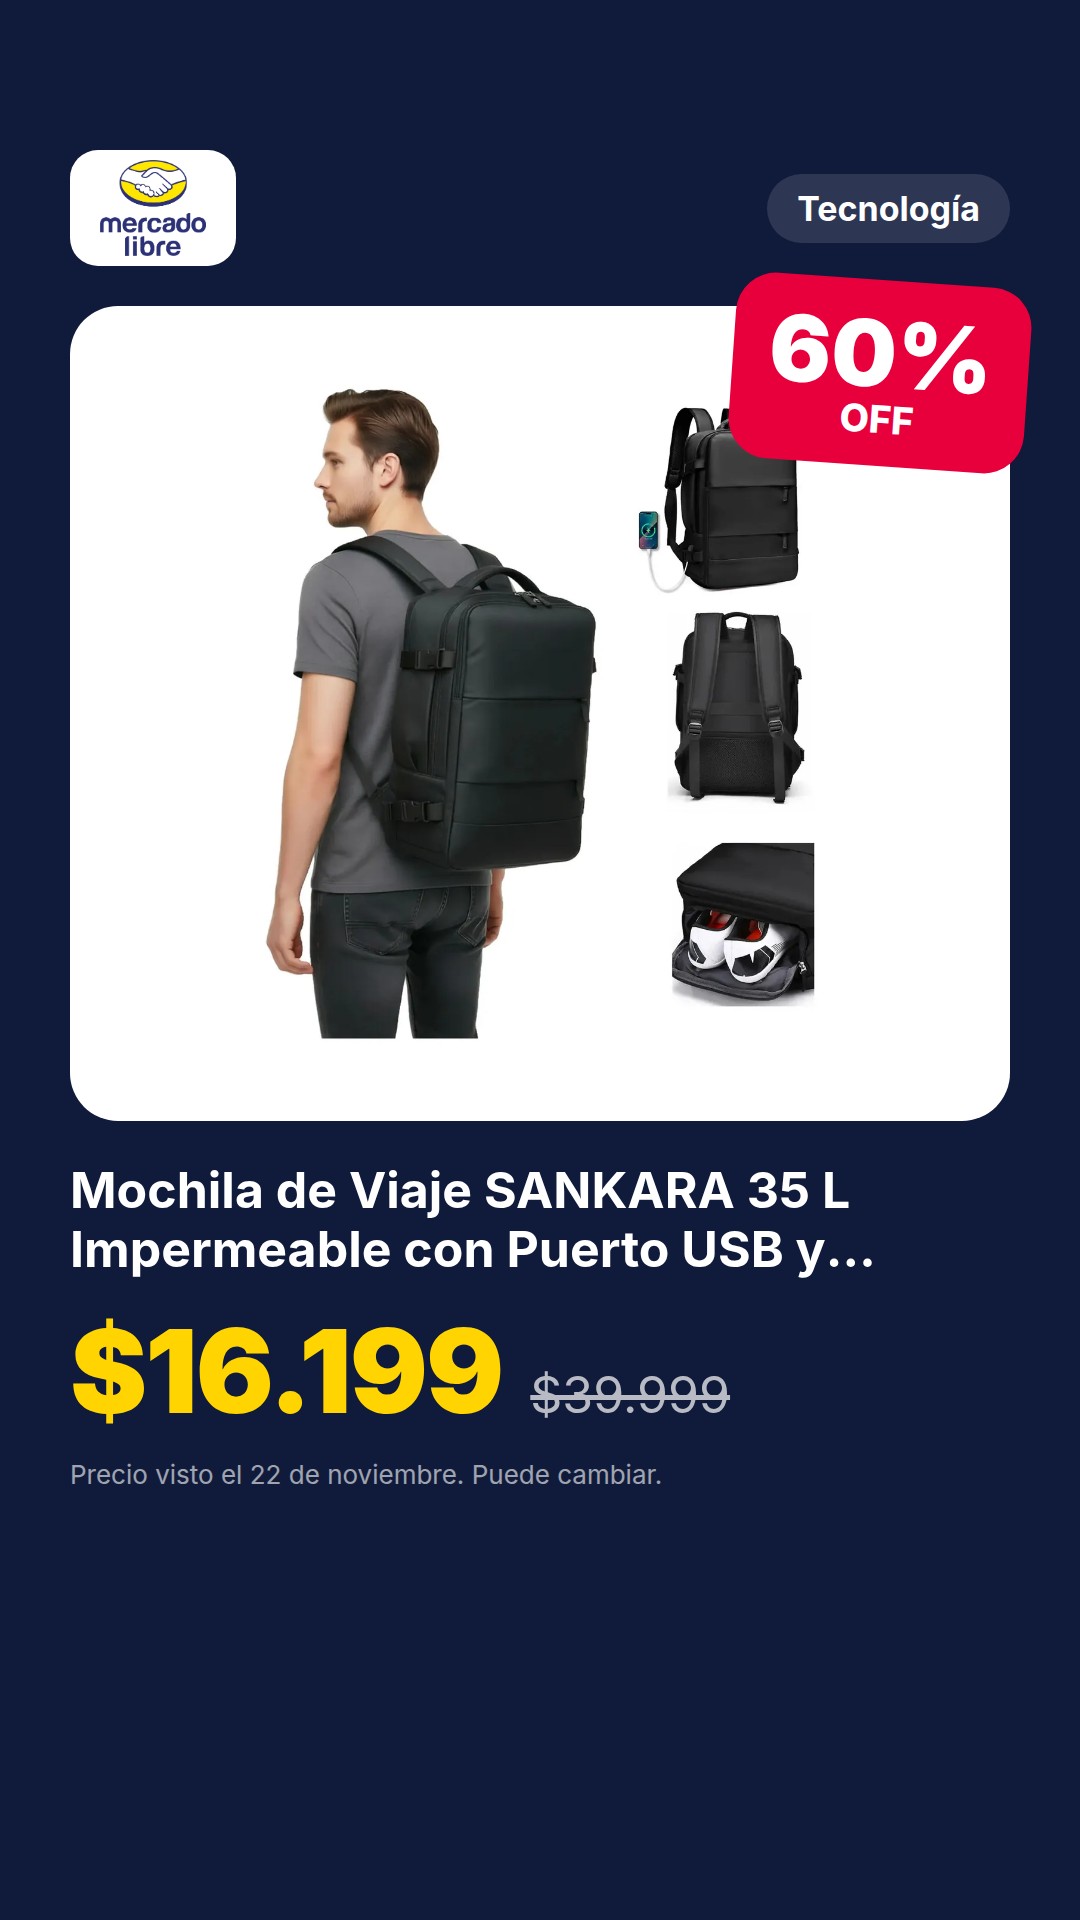 mercado
libre
Tecnología
60%
OFF
Mochila de Viaje SANKARA 35 L
Impermeable con Puerto USB y...
$16.199 $39.999
Precio visto el 22 de noviembre. Puede cambiar.